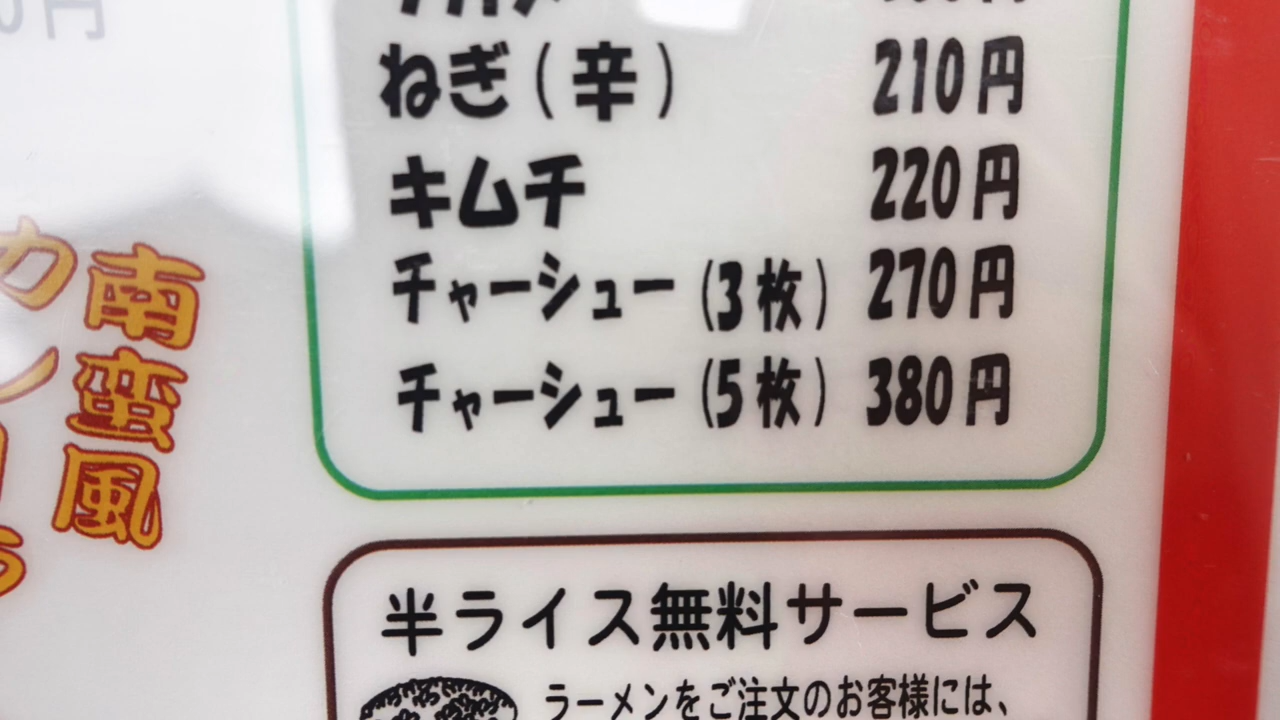 ねぎ(辛) 210円
キムチ 220円
チャーシュー(3枚) 270円
チャーシュー(5枚) 380円
南蛮風
半ライス無料サービス
ラーメンをご注文のお客様には、